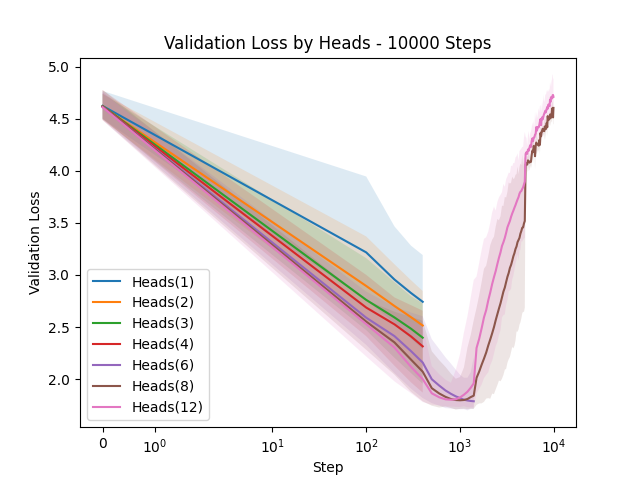 Validation Loss by Heads - 10000 Steps
5.0
4.5
4.0
3.5
3.0
2.5
2.0
Validation Loss
Heads(1)
Heads(2)
Heads(3)
Heads(4)
Heads(6)
Heads(8)
Heads(12)
0 10⁰ 10¹ 10² 10³ 10⁴
Step